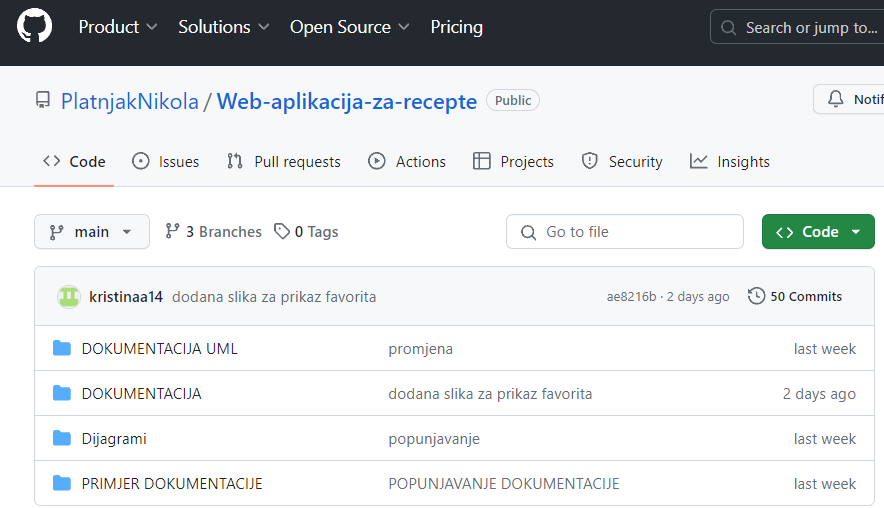 Product Solutions Open Source Pricing Search or jump to...
PlatnjakNikola / Web-aplikacija-za-recepte Public Notif
Code Issues Pull requests Actions Projects Security Insights
main 3 Branches 0 Tags Go to file Code
kristinaa14 dodana slika za prikaz favorita ae8216b · 2 days ago 50 Commits
DOKUMENTACIJA UML promjena last week
DOKUMENTACIJA dodana slika za prikaz favorita 2 days ago
Dijagrami popunjavanje last week
PRIMJER DOKUMENTACIJE POPUNJAVANJE DOKUMENTACIJE last week